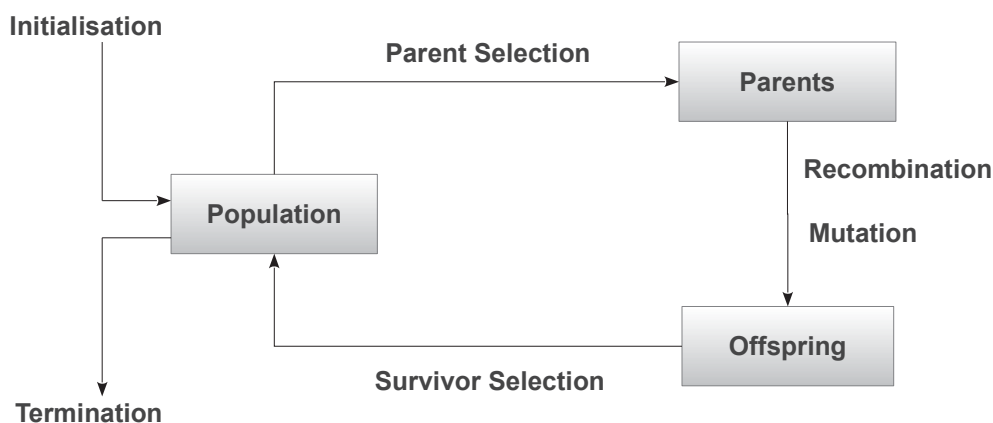 Initialisation
Parent Selection
Parents
Recombination
Population
Mutation
Offspring
Survivor Selection
Termination